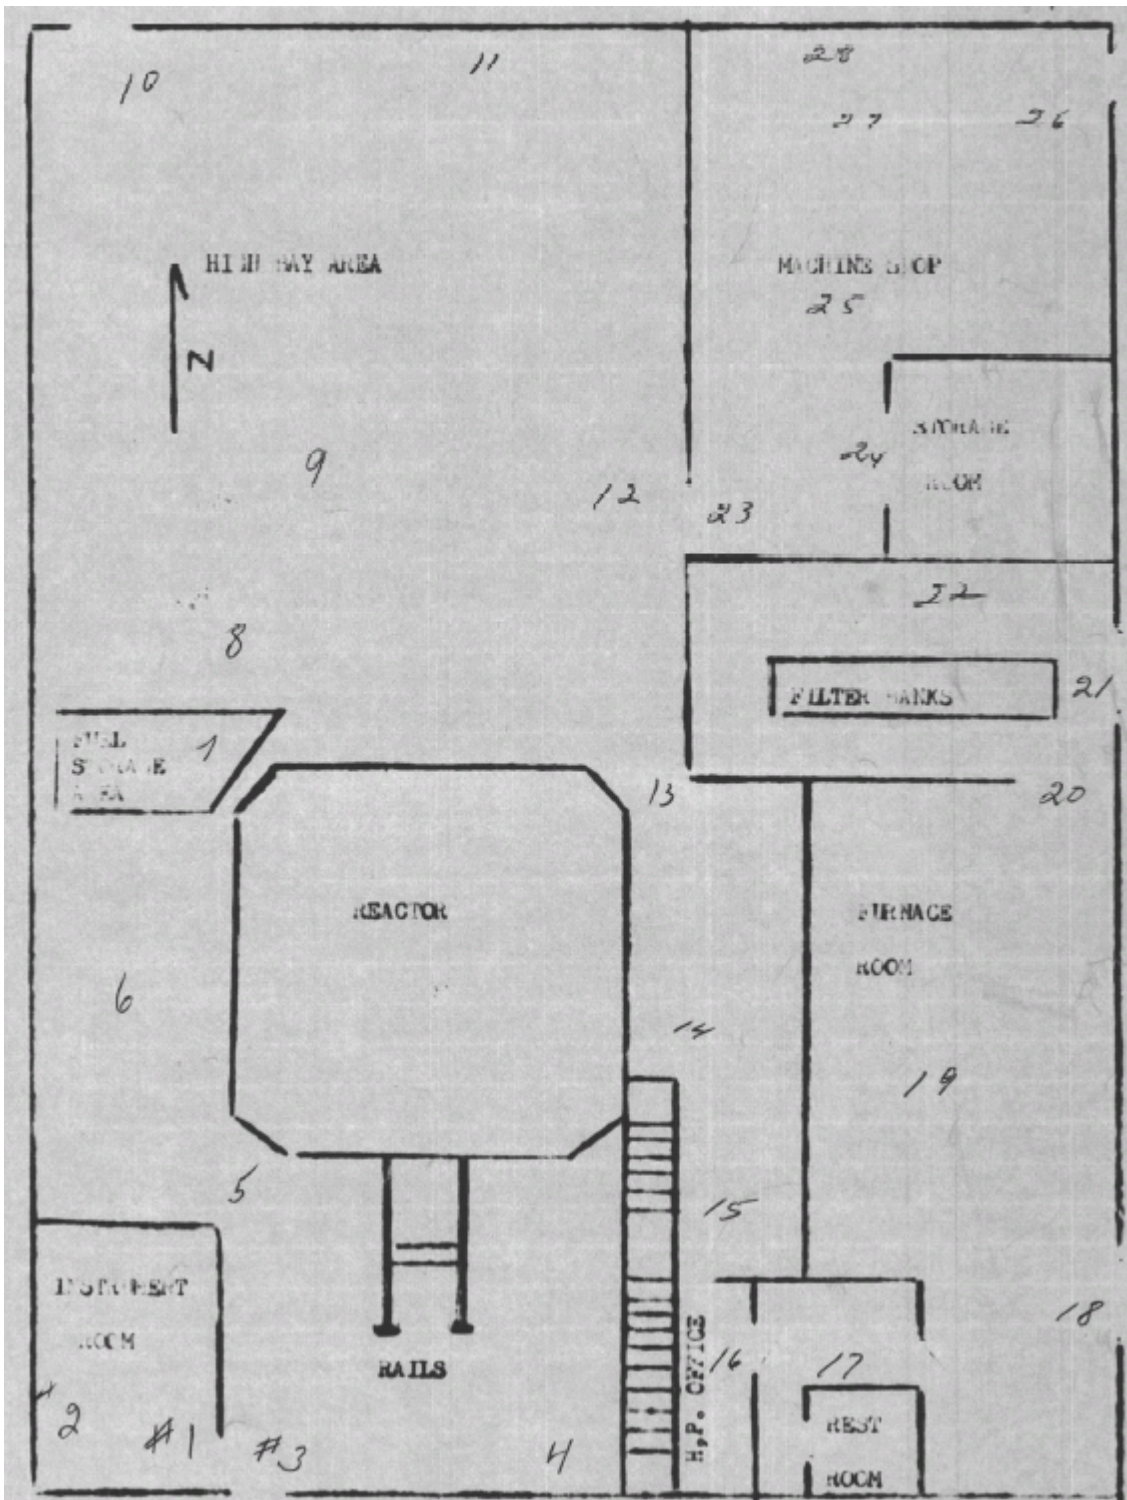 10
11
28
27
26
HIGH BAY AREA
MACHINE SHOP
25
N
STORAGE
ROOM
24
9
12
23
22
8
FILTER BANKS
21
FUEL
STORAGE
AREA
7
13
20
REACTOR
FURNACE
ROOM
6
14
19
5
15
INSTRUMENT
ROOM
18
RAILS
H.P. OFFICE
16
17
2
#1
#3
4
REST
ROOM